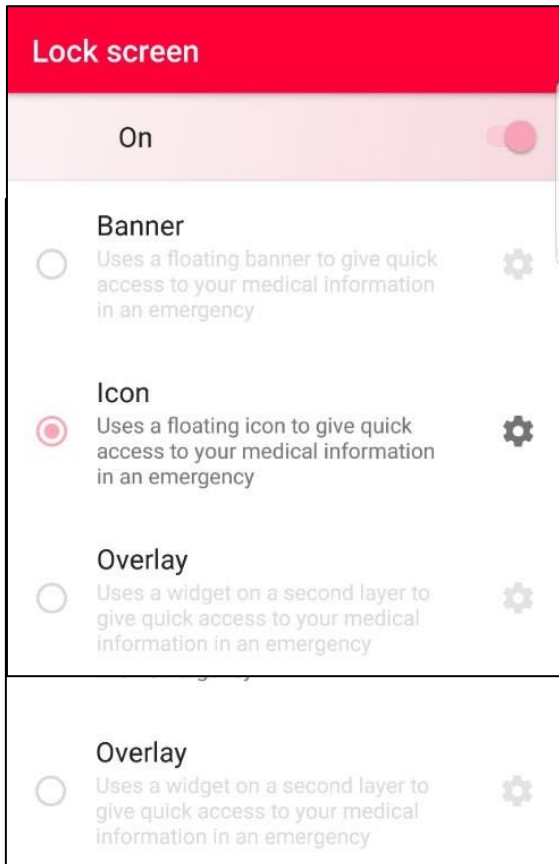 Lock screen
On
Banner
Uses a floating banner to give quick
access to your medical information
in an emergency
Icon
Uses a floating icon to give quick
access to your medical information
in an emergency
Overlay
Uses a widget on a second layer to
give quick access to your medical
information in an emergency
Overlay
Uses a widget on a second layer to
give quick access to your medical
information in an emergency